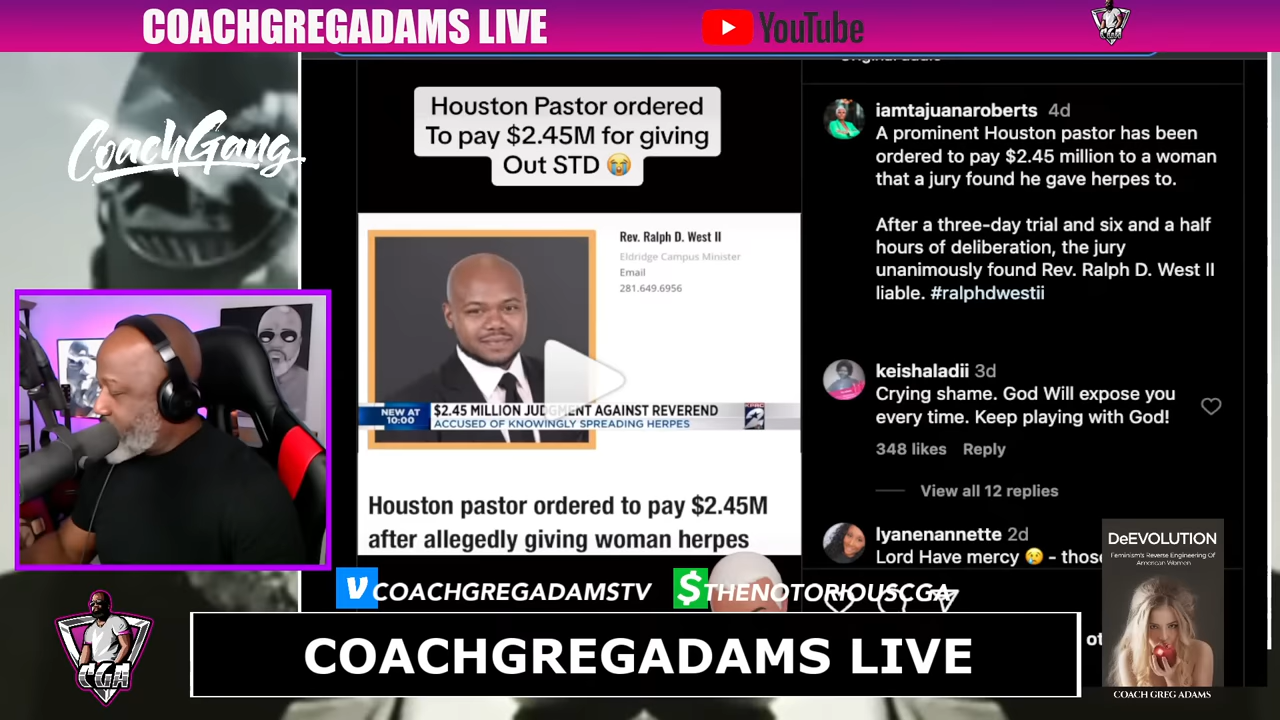 COACHGREGADAMS LIVE
YouTube
CGA
CoachGang.
Houston Pastor ordered
To pay $2.45M for giving
Out STD 😭
Rev. Ralph D. West II
Eldridge Campus Minister
Email
281.649.6956
NEW AT
10:00
$2.45 MILLION JUDGMENT AGAINST REVEREND
ACCUSED OF KNOWINGLY SPREADING HERPES
KPRC
2
Houston pastor ordered to pay $2.45M
after allegedly giving woman herpes
Original audio
iamtajuanaroberts 4d
A prominent Houston pastor has been
ordered to pay $2.45 million to a woman
that a jury found he gave herpes to.
After a three-day trial and six and a half
hours of deliberation, the jury
unanimously found Rev. Ralph D. West II
liable. #ralphdwestii
keishaladii 3d
Crying shame. God Will expose you
every time. Keep playing with God!
348 likes Reply
View all 12 replies
lyanenannette 2d
Lord Have mercy 😢 - those
DeEVOLUTION
Feminism's Reverse Engineering Of
American Women
COACH GREG ADAMS
COACHGREGADAMSTV
$THENOTORIOUSCGA
CGA
COACHGREGADAMS LIVE